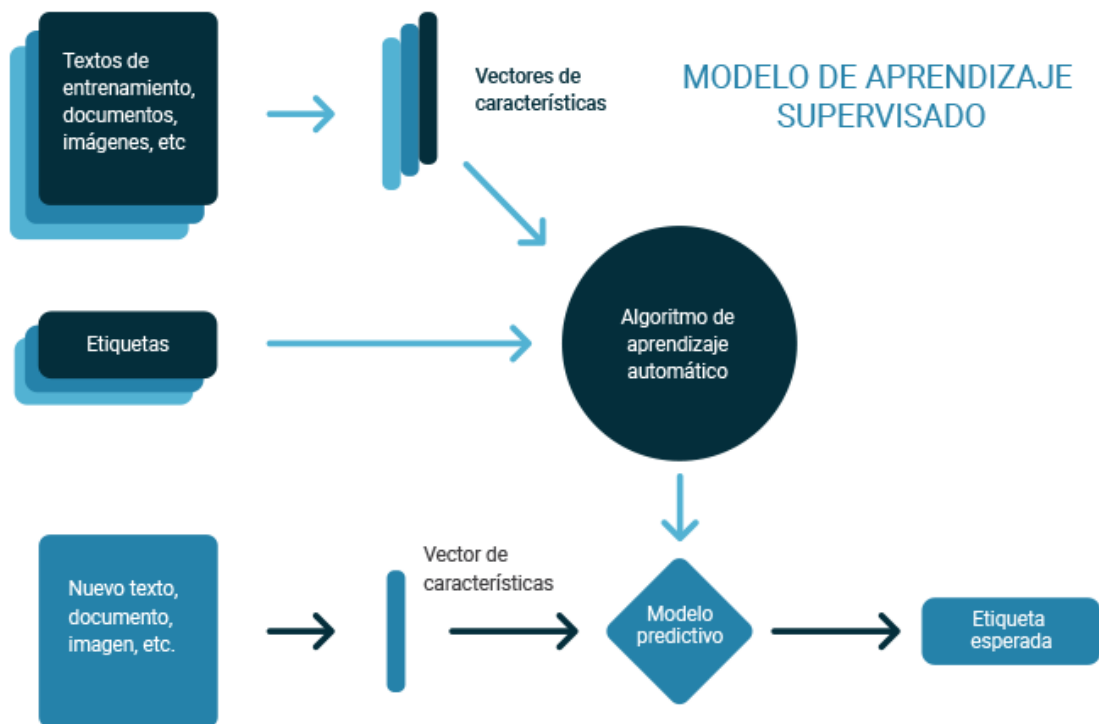 Textos de
entrenamiento,
documentos,
imágenes, etc
Vectores de
características
MODELO DE APRENDIZAJE
SUPERVISADO
Etiquetas
Algoritmo de
aprendizaje
automático
Nuevo texto,
documento,
imagen, etc.
Vector de
características
Modelo
predictivo
Etiqueta
esperada